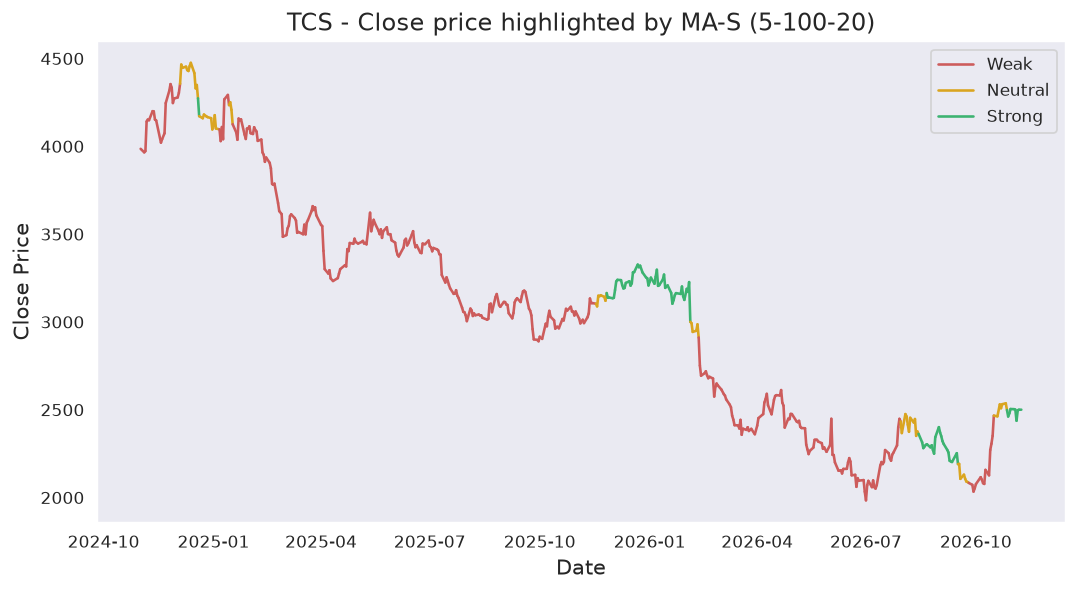 TCS - Close price highlighted by MA-S (5-100-20)
Weak
Neutral
Strong
Close Price
4500
4000
3500
3000
2500
2000
2024-10 2025-01 2025-04 2025-07 2025-10 2026-01 2026-04 2026-07 2026-10
Date